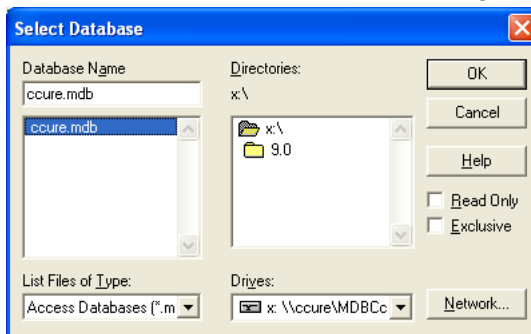 Select Database
Database Name
ccure.mdb
ccure.mdb
Directories:
x:\
x:\
9.0
OK
Cancel
Help
Read Only
Exclusive
List Files of Type:
Access Databases (*.m
Drives:
x: \\ccure\MDBCc
Network...